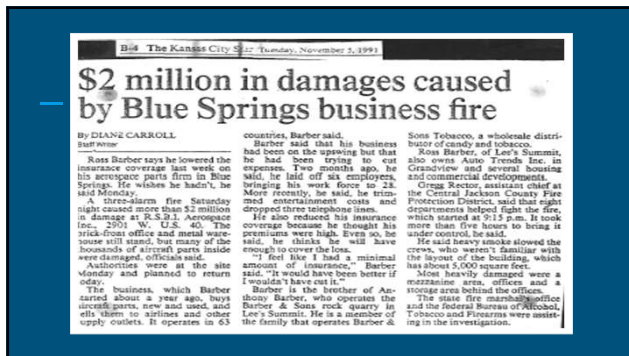 B-4 The Kansas City Star Tuesday, November 5, 1991
$2 million in damages caused
by Blue Springs business fire
By DIANE CARROLL
Staff Writer
Ross Barber says he lowered the
insurance coverage last week on
his aerospace parts firm in Blue
Springs. He wishes he hadn't, he
said Monday.
A three-alarm fire Saturday
night caused more than $2 million
in damage at R.S.B.I. Aerospace
Inc., 2901 W. U.S. 40. The
brick-front office and metal ware-
house still stand, but many of the
thousands of aircraft parts inside
were damaged, officials said.
Authorities were at the site
Monday and planned to return
oday.
The business, which Barber
tarted about a year ago, buys
aircraft parts, new and used, and
ells them to airlines and other
upply outlets. It operates in 63
countries, Barber said.
Barber said that his business
had been on the upswing but that
he had been trying to cut
expenses. Two months ago, he
said, he laid off six employees,
bringing his work force to 28.
More recently, he said, he trim-
med entertainment costs and
dropped three telephone lines.
He also reduced his insurance
coverage because he thought his
premiums were high. Even so, he
said, he thinks he will have
enough to cover the loss.
"I feel like I had a minimal
amount of insurance," Barber
said. "It would have been better if
I wouldn't have cut it."
Barber is the brother of An-
thony Barber, who operates the
Barber & Sons rock quarry in
Lee's Summit. He is a member of
the family that operates Barber &
Sons Tobacco, a wholesale distri-
butor of candy and tobacco.
Ross Barber, of Lee's Summit,
also owns Auto Trends Inc. in
Grandview and several housing
and commercial developments.
Gregg Rector, assistant chief at
the Central Jackson County Fire
Protection District, said that eight
departments helped fight the fire,
which started at 9:15 p.m. It took
more than five hours to bring it
under control, he said.
He said heavy smoke slowed the
crews, who weren't familiar with
the layout of the building, which
has about 5,000 square feet.
Most heavily damaged were a
mezzanine area, offices and a
storage area behind the offices.
The state fire marshal's office
and the federal Bureau of Alcohol,
Tobacco and Firearms were assist-
ing in the investigation.